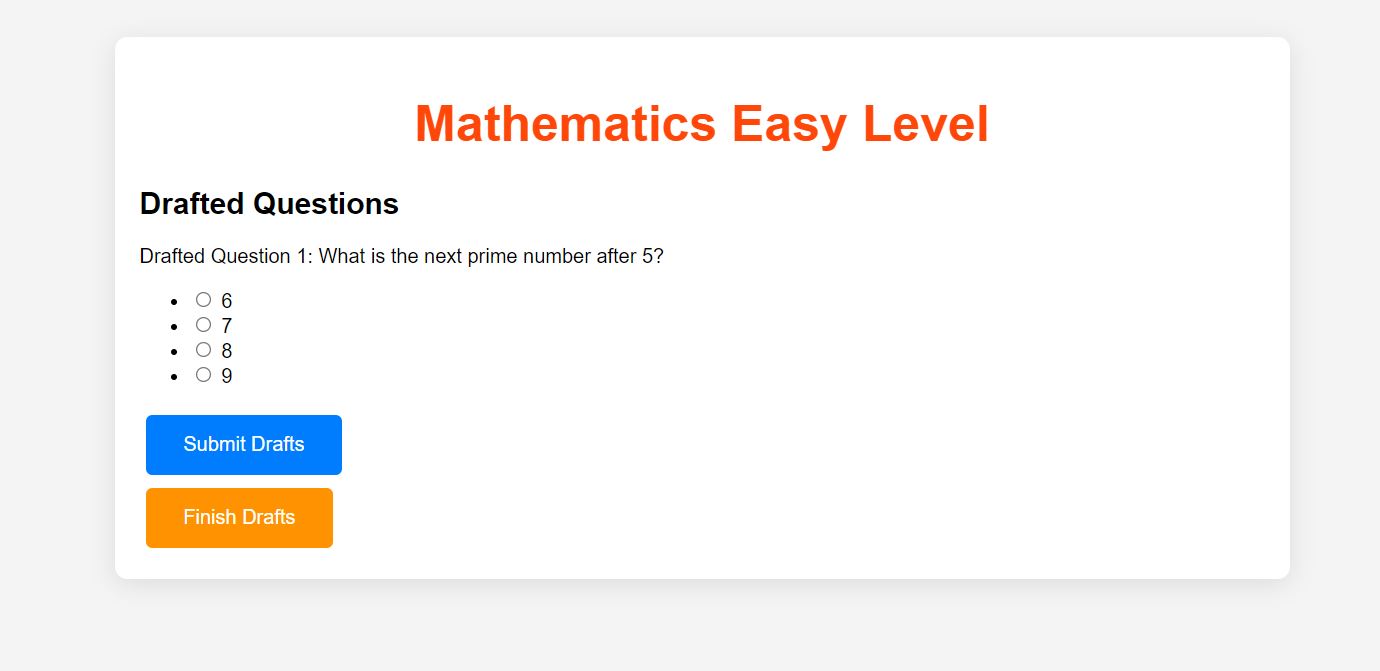 Mathematics Easy Level
Drafted Questions
Drafted Question 1: What is the next prime number after 5?
6
7
8
9
Submit Drafts
Finish Drafts